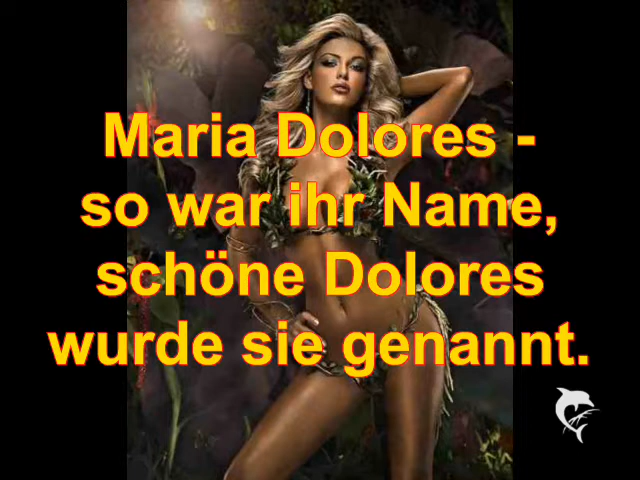 Maria Dolores -
so war ihr Name,
schöne Dolores
wurde sie genannt.